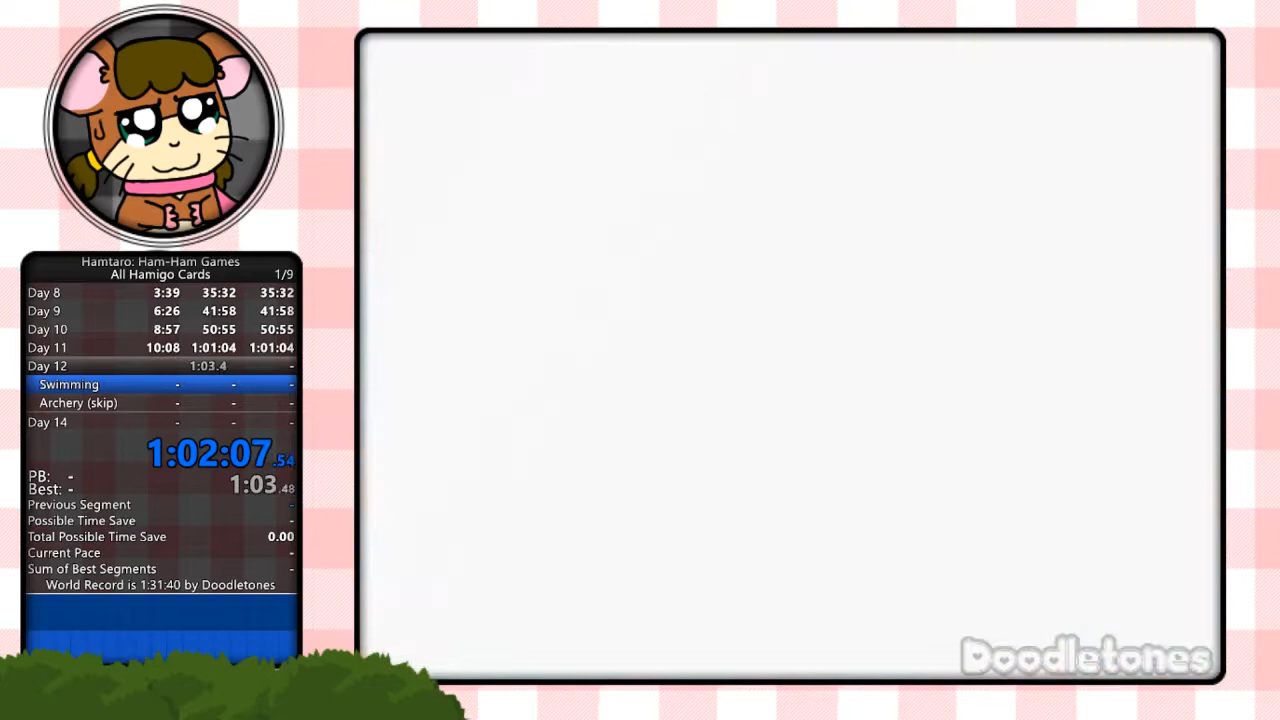 Hamtaro: Ham-Ham Games
All Hamigo Cards 1/9
Day 8 3:39 35:32 35:32
Day 9 6:26 41:58 41:58
Day 10 8:57 50:55 50:55
Day 11 10:08 1:01:04 1:01:04
Day 12 1:03.4 -
Swimming - - -
Archery (skip) - - -
Day 14 - - -
1:02:07.54
PB: -
Best: - 1:03.48
Previous Segment -
Possible Time Save -
Total Possible Time Save 0.00
Current Pace -
Sum of Best Segments -
World Record is 1:31:40 by Doodletones
Doodletones